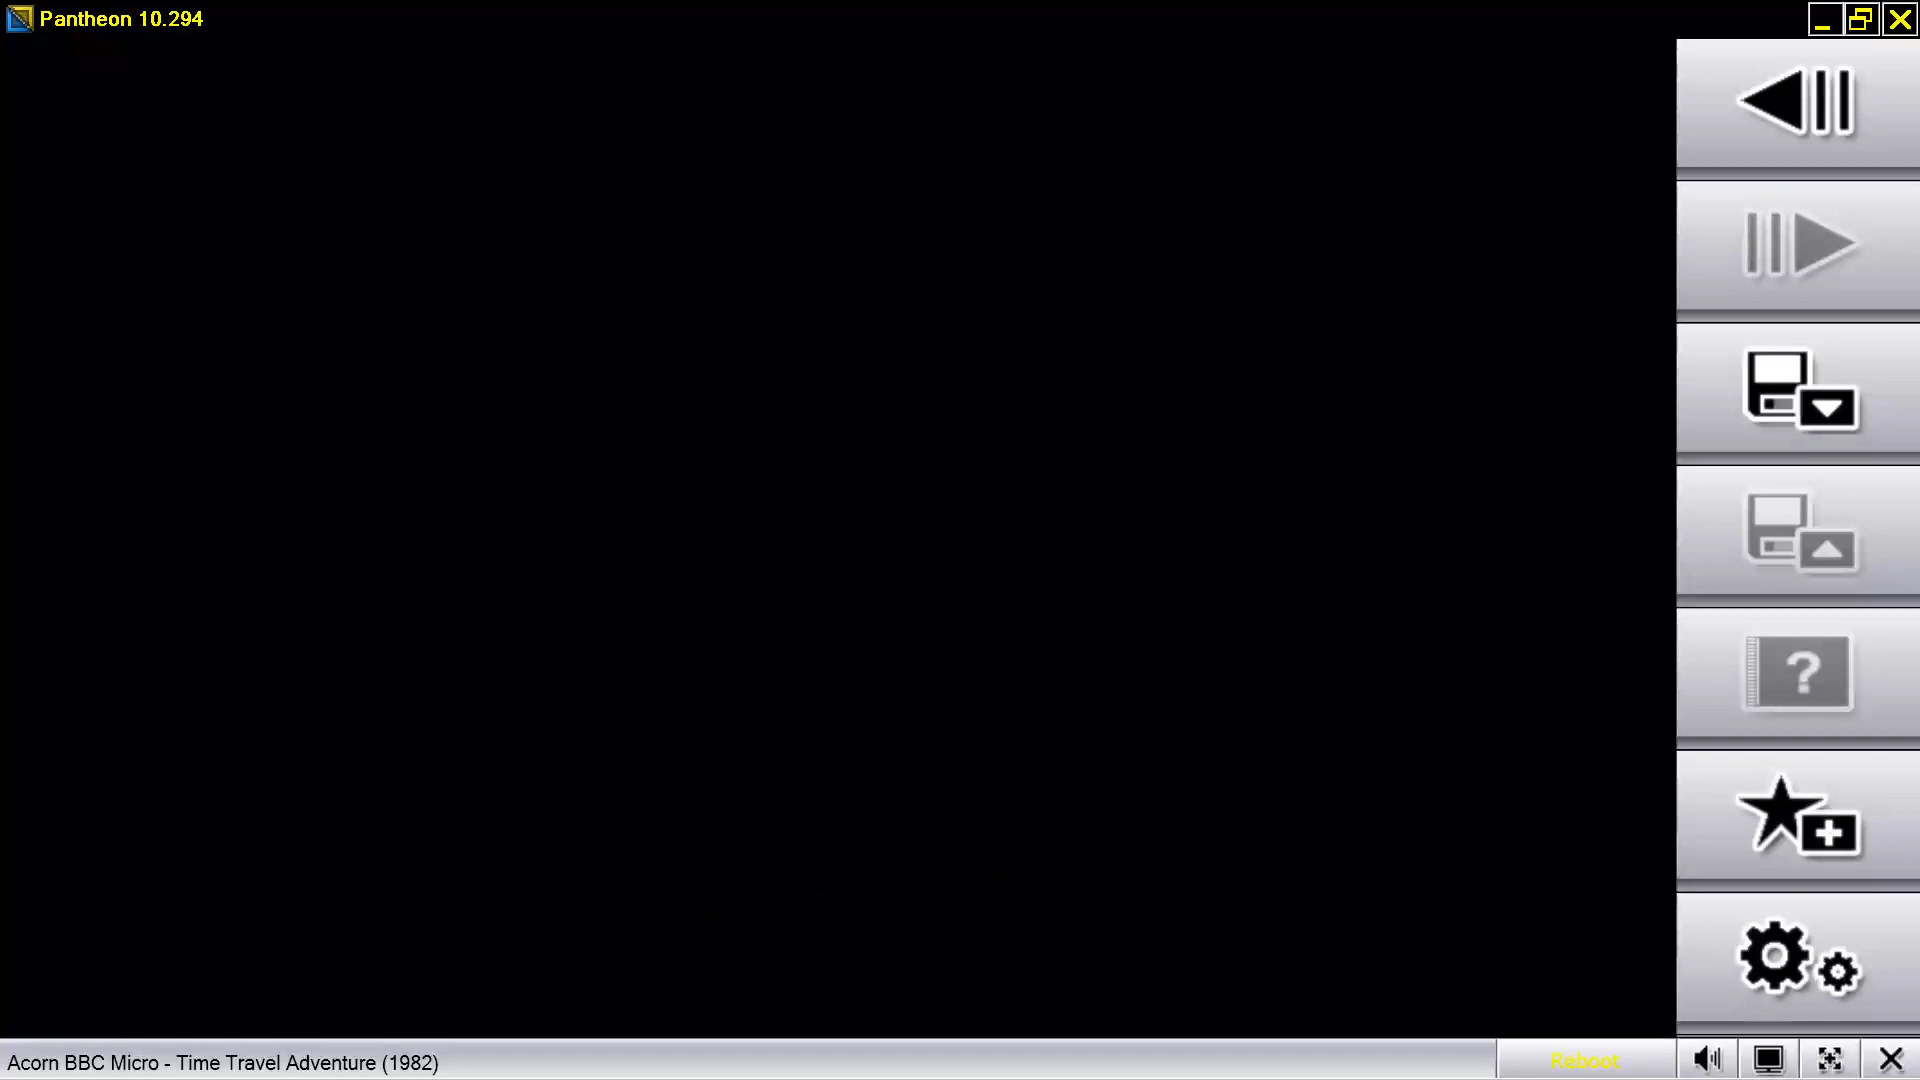 Pantheon 10.294
?
Acorn BBC Micro - Time Travel Adventure (1982)
Reboot